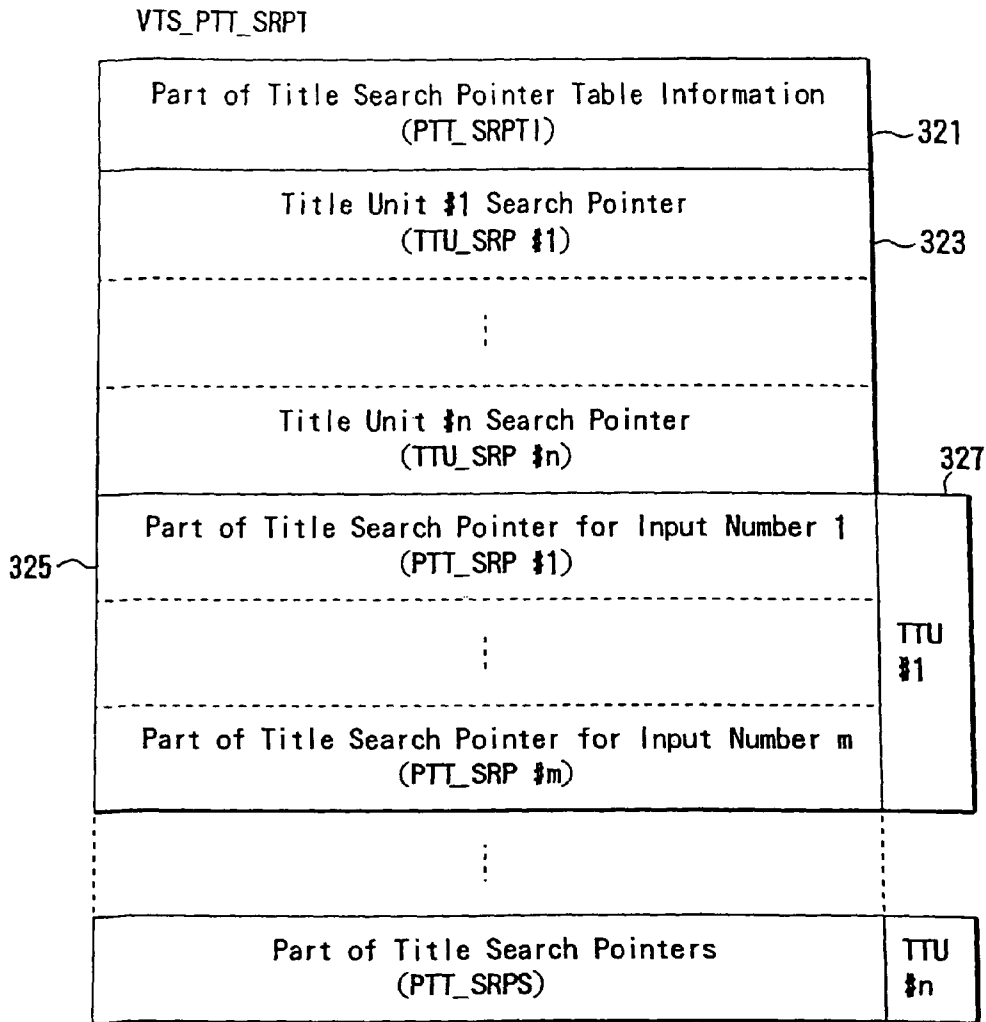 VTS_PTT_SRPT
Part of Title Search Pointer Table Information
(PTT_SRPTI)
321
Title Unit #1 Search Pointer
(TTU_SRP #1)
323
Title Unit #n Search Pointer
(TTU_SRP #n)
327
Part of Title Search Pointer for Input Number 1
(PTT_SRP #1)
325
TTU
#1
Part of Title Search Pointer for Input Number m
(PTT_SRP #m)
Part of Title Search Pointers
(PTT_SRPS)
TTU
#n